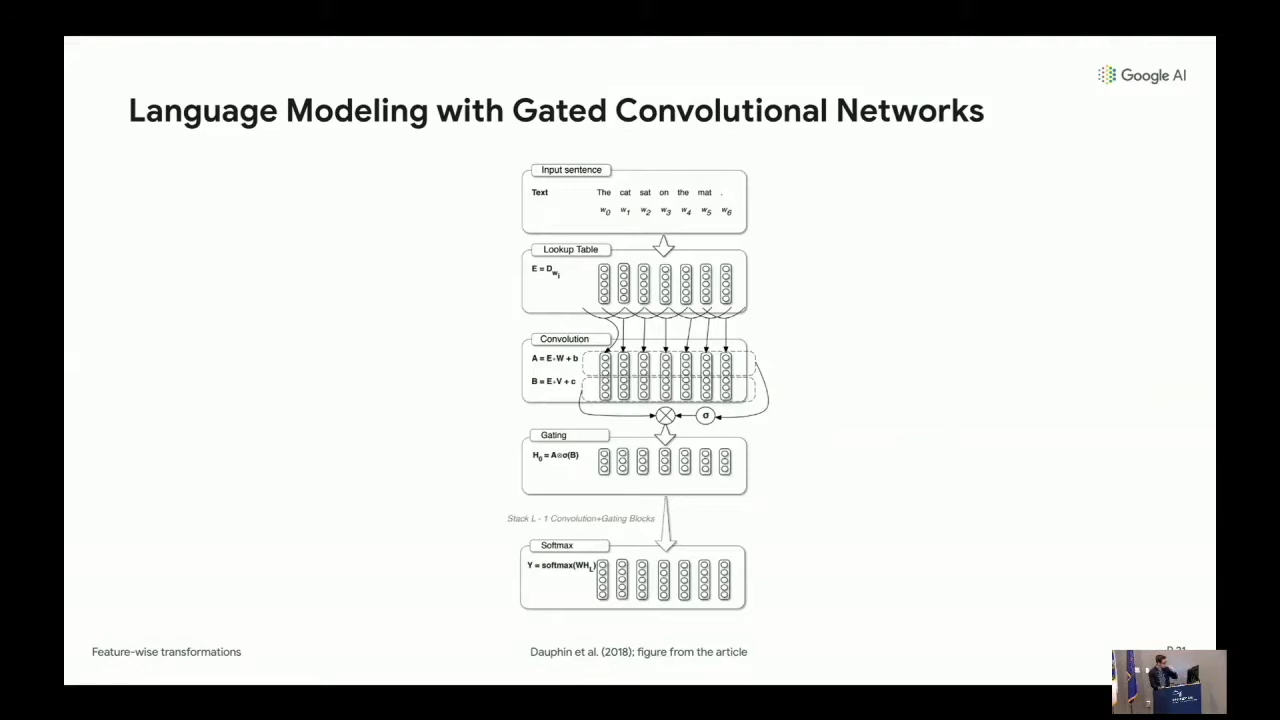 Google AI
Language Modeling with Gated Convolutional Networks
Input sentence
Text The cat sat on the mat .
w0 w1 w2 w3 w4 w5 w6
Lookup Table
E = Dwi
Convolution
A = E*W + b
B = E*V + c
σ
Gating
H0 = A⊗σ(B)
Stack L - 1 Convolution+Gating Blocks
Softmax
Y = softmax(WHL)
Feature-wise transformations
Dauphin et al. (2018); figure from the article